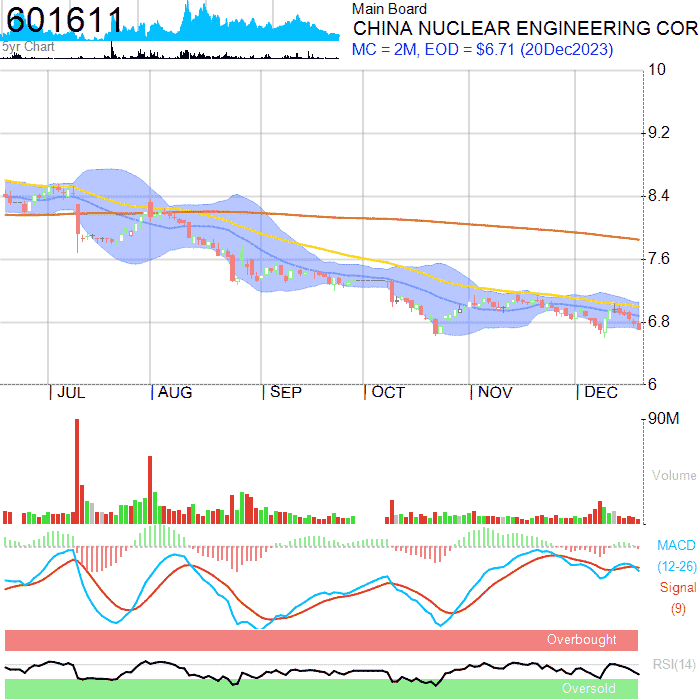 601611
5yr Chart
Main Board
CHINA NUCLEAR ENGINEERING COR
MC = 2M, EOD = $6.71 (20Dec2023)
10
9.2
8.4
7.6
6.8
6
JUL AUG SEP OCT NOV DEC
90M
Volume
MACD
(12-26)
Signal
(9)
Overbought
RSI(14)
Oversold